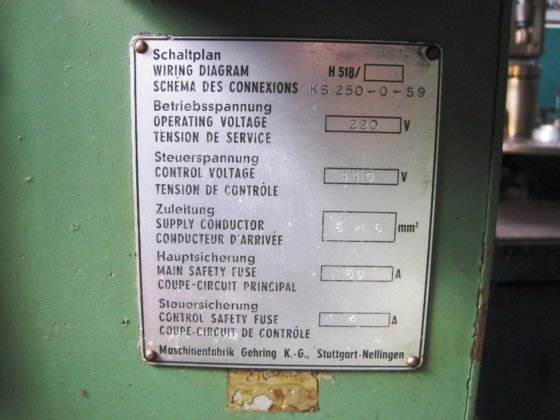 Schaltplan
WIRING DIAGRAM H 518/
SCHÉMA DES CONNEXIONS KS 250-0-59
Betriebsspannung
OPERATING VOLTAGE 220 V
TENSION DE SERVICE
Steuerspannung
CONTROL VOLTAGE 110 V
TENSION DE CONTRÔLE
Zuleitung
SUPPLY CONDUCTOR mm²
CONDUCTEUR D'ARRIVÉE
Hauptsicherung
MAIN SAFETY FUSE 50 A
COUPE-CIRCUIT PRINCIPAL
Steuersicherung
CONTROL SAFETY FUSE 4 A
COUPE-CIRCUIT DE CONTRÔLE
Maschinenfabrik Gehring K.-G., Stuttgart-Nellingen